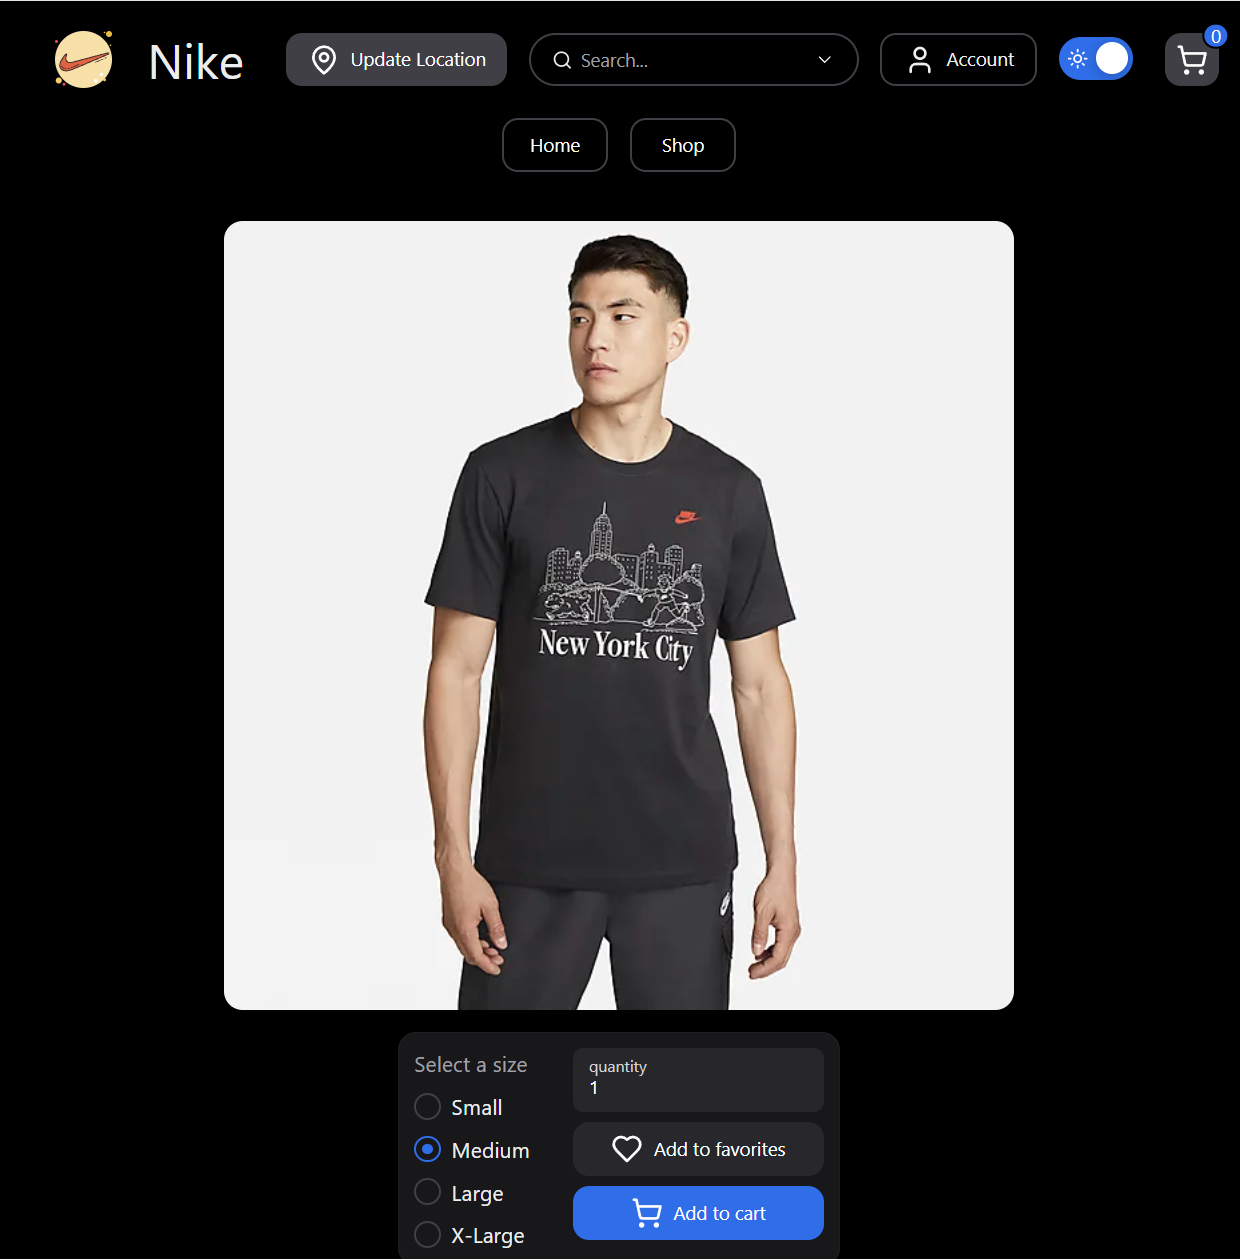 Nike
Update Location
Search...
Account
0
Home
Shop
New York City
Select a size
Small
Medium
Large
X-Large
quantity
1
Add to favorites
Add to cart